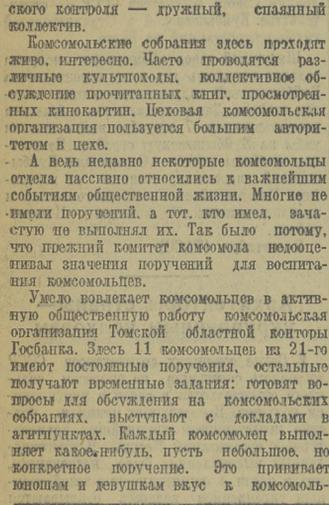 ского контроля — дружный, спаянный
коллектив.
Комсомольские собрания здесь проходят
живо, интересно. Часто проводятся раз-
личные культпоходы, коллективное об-
суждение прочитанных книг, просмотрен-
ных кинокартин. Цеховая комсомольская
организация пользуется большим автори-
тетом в цехе.
А ведь недавно некоторые комсомольцы
отдела пассивно относились к важнейшим
событиям общественной жизни. Многие не
имели поручений, а тот, кто имел, зача-
стую не выполнял их. Так было потому,
что прежний комитет комсомола недооце-
нивал значения поручений для воспита-
ния комсомольцев.
Умело вовлекает комсомольцев в актив-
ную общественную работу комсомольская
организация Томской областной конторы
Госбанка. Здесь 11 комсомольцев из 21-го
имеют постоянные поручения, остальные
получают временные задания: готовят во-
просы для обсуждения на комсомольских
собраниях, выступают с докладами в
агитпунктах. Каждый комсомолец выпол-
няет какое-нибудь, пусть небольшое, но
конкретное поручение. Это прививает
юношам и девушкам вкус к комсомоль-